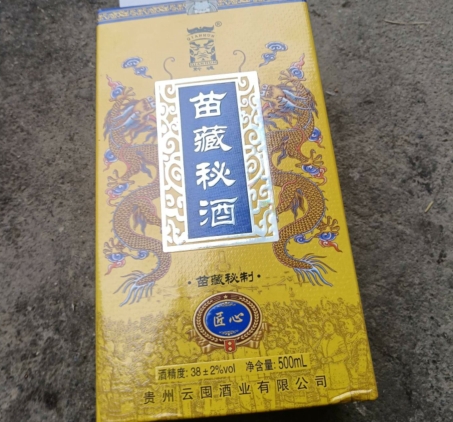 苗藏秘酒
·苗藏秘制·
匠心
酒精度: 38±2%vol 净含量: 500mL
贵州云囤酒业有限公司